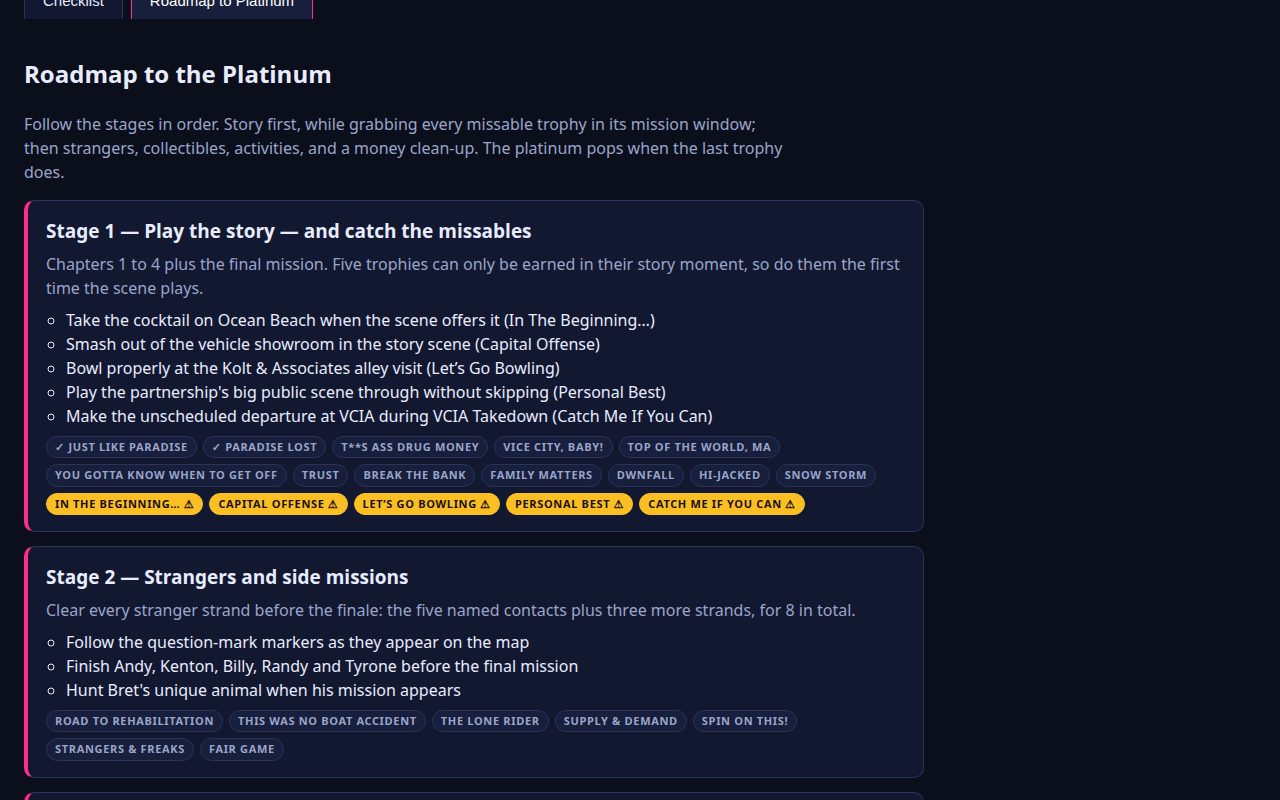 Checklist
Roadmap to Platinum
Roadmap to the Platinum
Follow the stages in order. Story first, while grabbing every missable trophy in its mission window;
then strangers, collectibles, activities, and a money clean-up. The platinum pops when the last trophy
does.
Stage 1 — Play the story — and catch the missables
Chapters 1 to 4 plus the final mission. Five trophies can only be earned in their story moment, so do them the first
time the scene plays.
Take the cocktail on Ocean Beach when the scene offers it (In The Beginning…)
Smash out of the vehicle showroom in the story scene (Capital Offense)
Bowl properly at the Kolt & Associates alley visit (Let’s Go Bowling)
Play the partnership's big public scene through without skipping (Personal Best)
Make the unscheduled departure at VCIA during VCIA Takedown (Catch Me If You Can)
✓ JUST LIKE PARADISE ✓ PARADISE LOST T**S ASS DRUG MONEY VICE CITY, BABY! TOP OF THE WORLD, MA
YOU GOTTA KNOW WHEN TO GET OFF TRUST BREAK THE BANK FAMILY MATTERS DWNFALL HI-JACKED SNOW STORM
IN THE BEGINNING… ⚠ CAPITAL OFFENSE ⚠ LET’S GO BOWLING ⚠ PERSONAL BEST ⚠ CATCH ME IF YOU CAN ⚠
Stage 2 — Strangers and side missions
Clear every stranger strand before the finale: the five named contacts plus three more strands, for 8 in total.
Follow the question-mark markers as they appear on the map
Finish Andy, Kenton, Billy, Randy and Tyrone before the final mission
Hunt Bret's unique animal when his mission appears
ROAD TO REHABILITATION THIS WAS NO BOAT ACCIDENT THE LONE RIDER SUPPLY & DEMAND SPIN ON THIS!
STRANGERS & FREAKS FAIR GAME